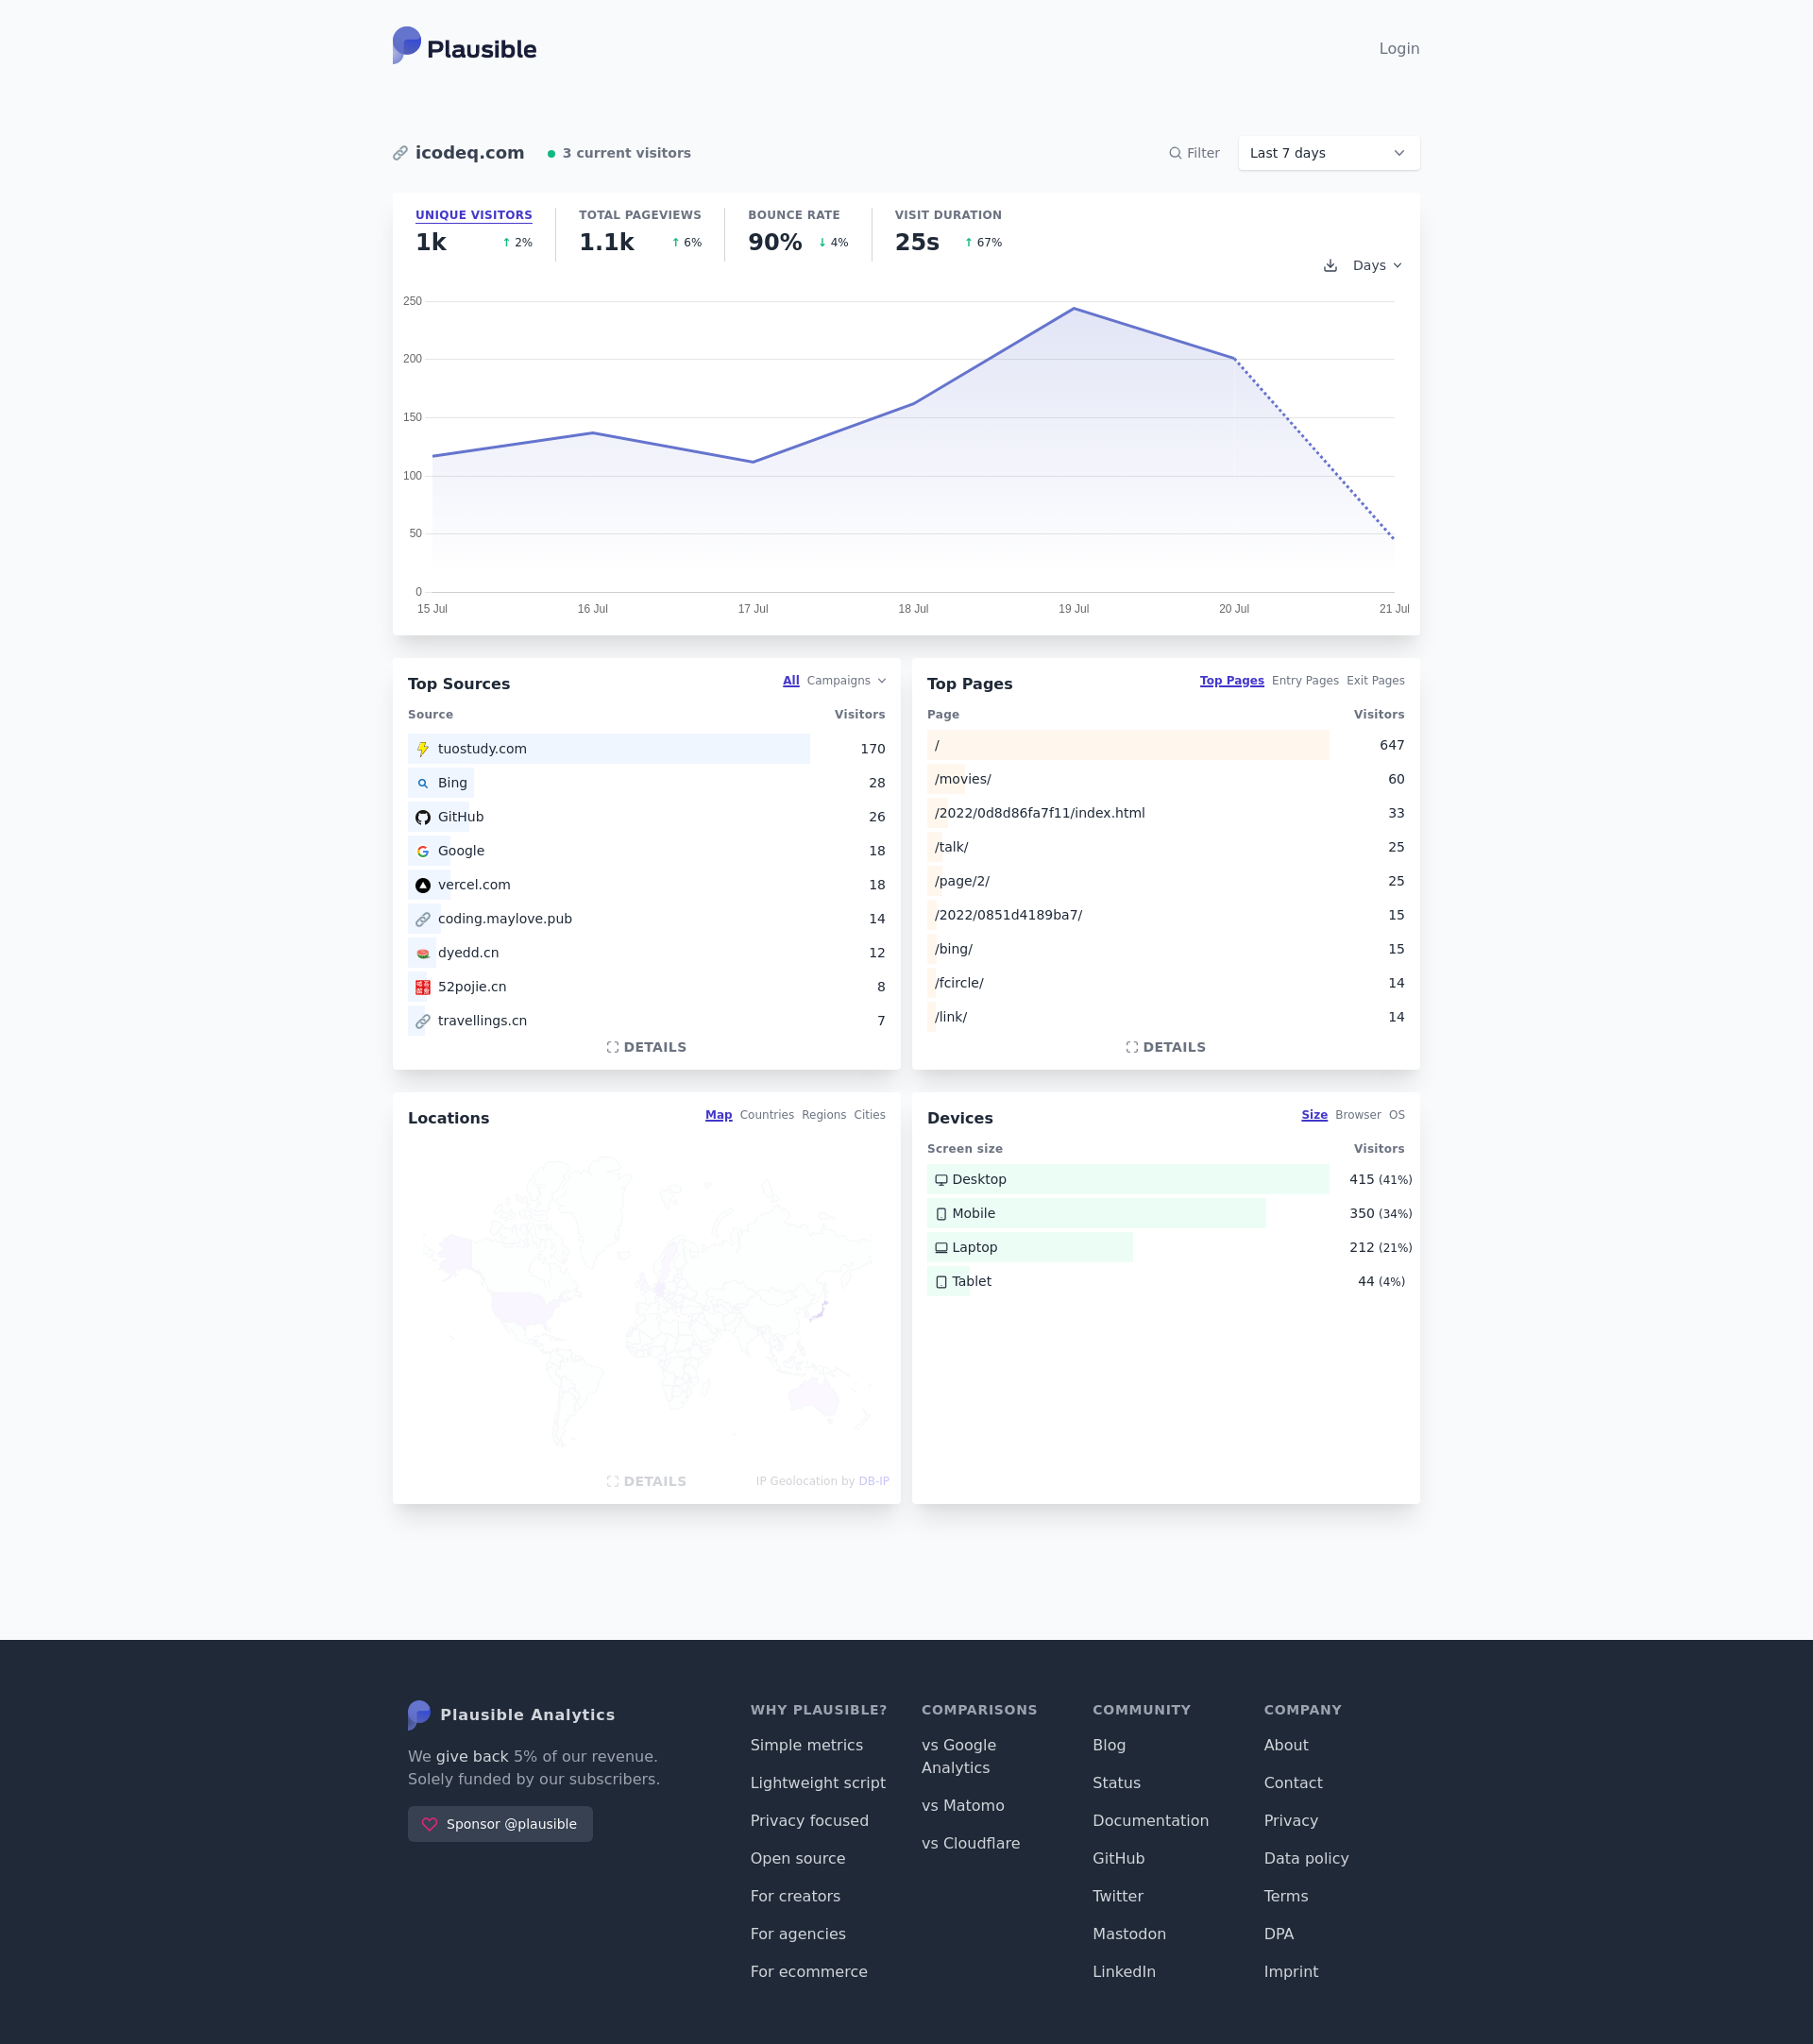 Plausible
Login
icodeq.com
3 current visitors
Filter
Last 7 days
UNIQUE VISITORS
1k
↑ 2%
TOTAL PAGEVIEWS
1.1k
↑ 6%
BOUNCE RATE
90%
↓ 4%
VISIT DURATION
25s
↑ 67%
Days
250
200
150
100
50
0
15 Jul
16 Jul
17 Jul
18 Jul
19 Jul
20 Jul
21 Jul
Top Sources
All Campaigns
Source Visitors
tuostudy.com 170
Bing 28
GitHub 26
Google 18
vercel.com 18
coding.maylove.pub 14
dyedd.cn 12
52pojie.cn 8
travellings.cn 7
DETAILS
Top Pages
Top Pages Entry Pages Exit Pages
Page Visitors
/ 647
/movies/ 60
/2022/0d8d86fa7f11/index.html 33
/talk/ 25
/page/2/ 25
/2022/0851d4189ba7/ 15
/bing/ 15
/fcircle/ 14
/link/ 14
DETAILS
Locations
Map Countries Regions Cities
DETAILS
IP Geolocation by DB-IP
Devices
Size Browser OS
Screen size Visitors
Desktop 415 (41%)
Mobile 350 (34%)
Laptop 212 (21%)
Tablet 44 (4%)
Plausible Analytics
We give back 5% of our revenue.
Solely funded by our subscribers.
Sponsor @plausible
WHY PLAUSIBLE?
Simple metrics
Lightweight script
Privacy focused
Open source
For creators
For agencies
For ecommerce
COMPARISONS
vs Google
Analytics
vs Matomo
vs Cloudflare
COMMUNITY
Blog
Status
Documentation
GitHub
Twitter
Mastodon
LinkedIn
COMPANY
About
Contact
Privacy
Data policy
Terms
DPA
Imprint